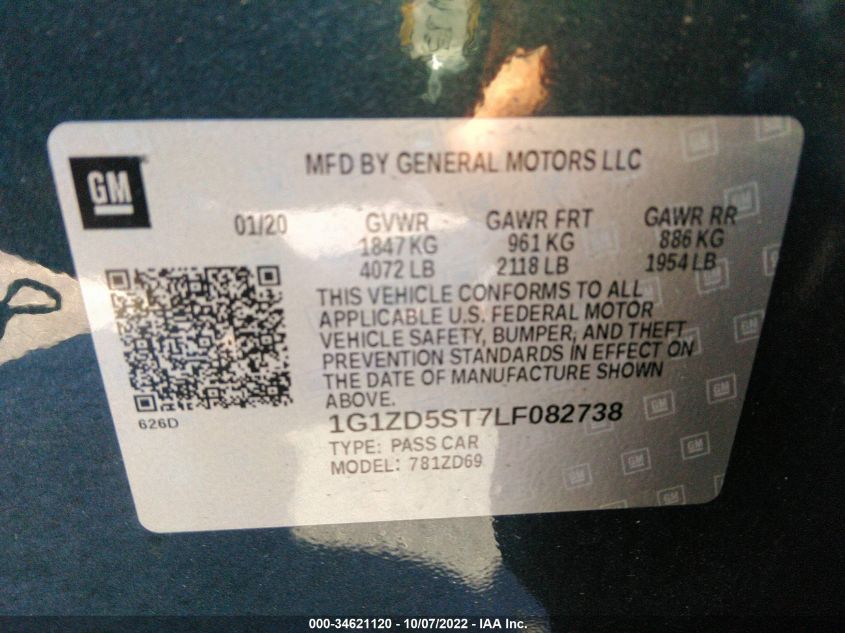 GM
MFD BY GENERAL MOTORS LLC
01/20 GVWR GAWR FRT GAWR RR
1847 KG 961 KG 886 KG
4072 LB 2118 LB 1954 LB
THIS VEHICLE CONFORMS TO ALL
APPLICABLE U.S. FEDERAL MOTOR
VEHICLE SAFETY, BUMPER, AND THEFT
PREVENTION STANDARDS IN EFFECT ON
THE DATE OF MANUFACTURE SHOWN
ABOVE.
626D
1G1ZD5ST7LF082738
TYPE: PASS CAR
MODEL: 781ZD69
000-34621120 - 10/07/2022 - IAA Inc.